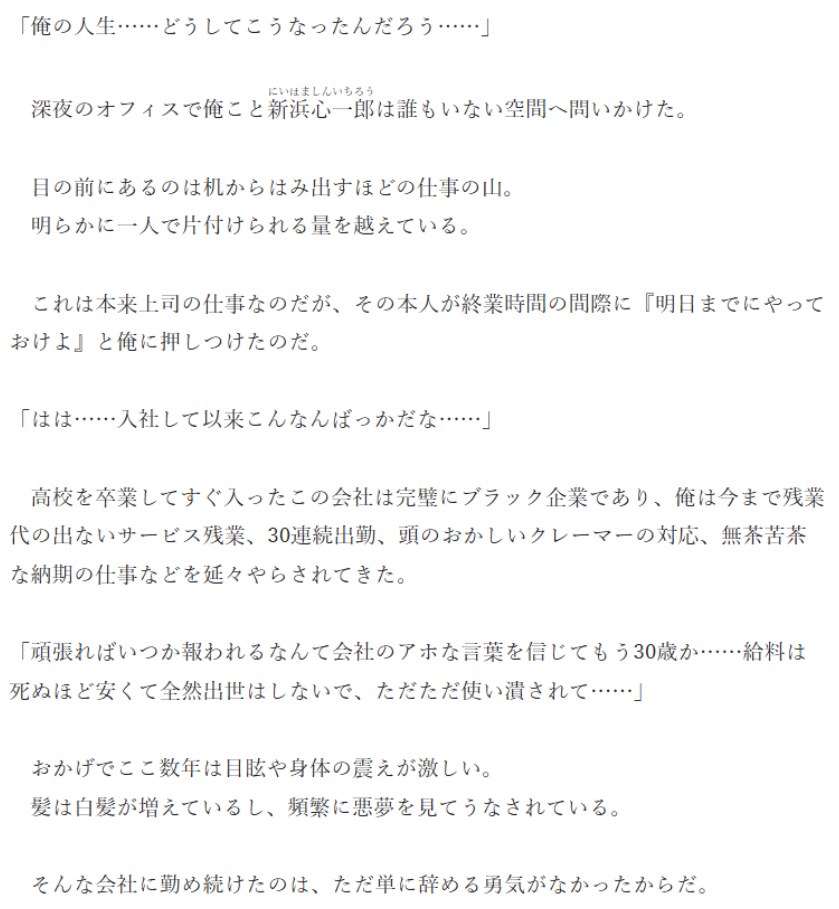 「俺の人生……どうしてこうなったんだろう……」
にいはましんいちろう
深夜のオフィスで俺こと新浜心一郎は誰もいない空間へ問いかけた。
目の前にあるのは机からはみ出すほどの仕事の山。
明らかに一人で片付けられる量を越えている。
これは本来上司の仕事なのだが、その本人が終業時間の間際に『明日までにやって
おけよ』と俺に押しつけたのだ。
「はは……入社して以来こんなんばっかだな……」
高校を卒業してすぐ入ったこの会社は完璧にブラック企業であり、俺は今まで残業
代の出ないサービス残業、30連続出勤、頭のおかしいクレーマーの対応、無茶苦茶
な納期の仕事などを延々やらされてきた。
「頑張ればいつか報われるなんて会社のアホな言葉を信じてもう30歳か……給料は
死ぬほど安くて全然出世はしないで、ただただ使い潰されて……」
おかげでここ数年は目眩や身体の震えが激しい。
髪は白髪が増えているし、頻繁に悪夢を見てうなされている。
そんな会社に勤め続けたのは、ただ単に辞める勇気がなかったからだ。